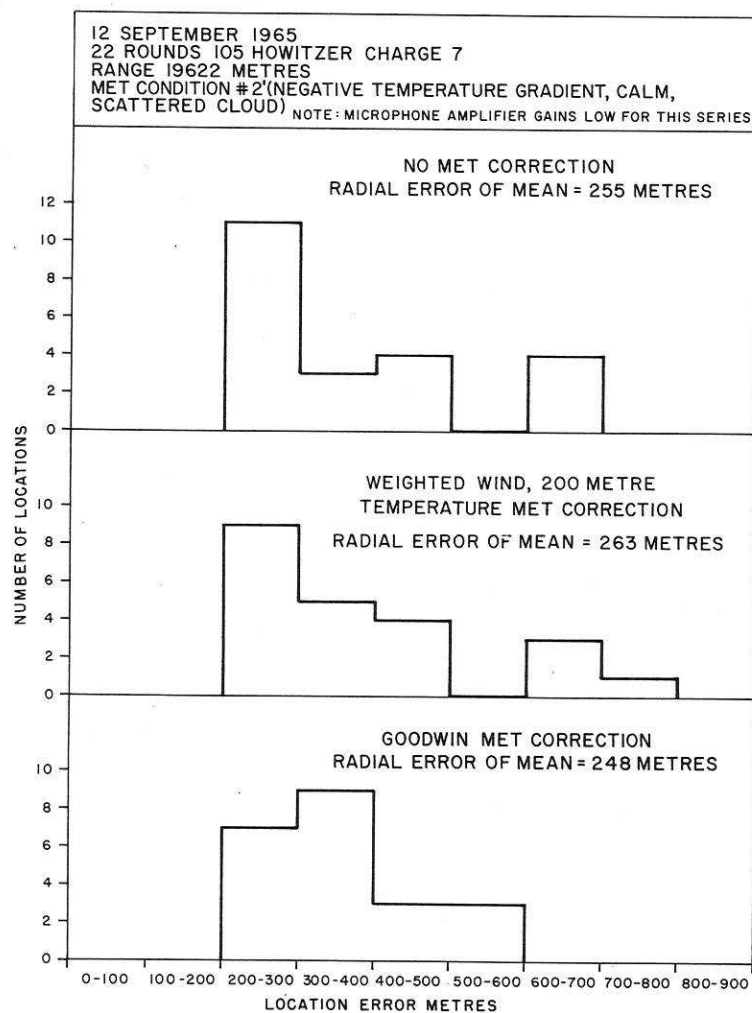 12 SEPTEMBER 1965
22 ROUNDS 105 HOWITZER CHARGE 7
RANGE 19622 METRES
MET CONDITION #2'(NEGATIVE TEMPERATURE GRADIENT, CALM,
SCATTERED CLOUD) NOTE: MICROPHONE AMPLIFIER GAINS LOW FOR THIS SERIES
NO MET CORRECTION
RADIAL ERROR OF MEAN = 255 METRES
12
10
8
6
4
2
0
WEIGHTED WIND, 200 METRE
TEMPERATURE MET CORRECTION
RADIAL ERROR OF MEAN = 263 METRES
10
8
6
4
2
0
NUMBER OF LOCATIONS
GOODWIN MET CORRECTION
RADIAL ERROR OF MEAN = 248 METRES
10
8
6
4
2
0
0-100 100-200 200-300 300-400 400-500 500-600 600-700 700-800 800-900
LOCATION ERROR METRES